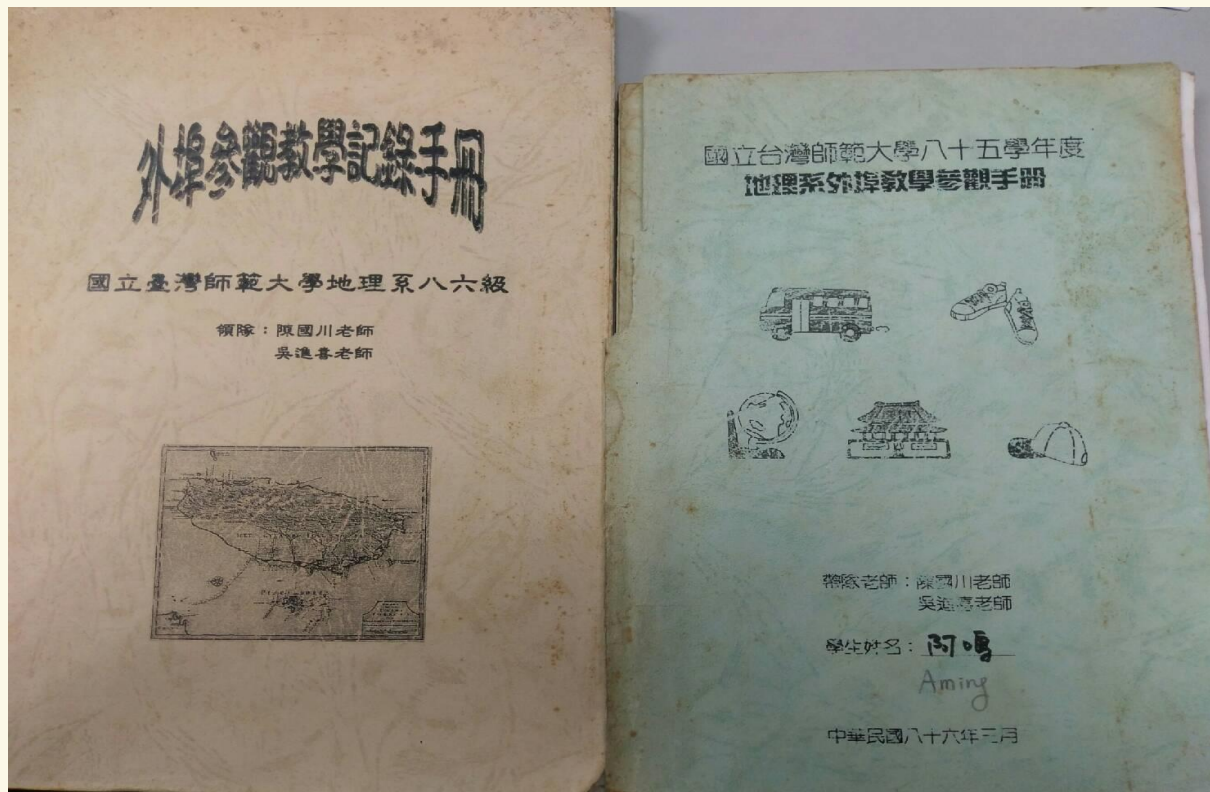 外埠參觀教學記錄手冊
國立臺灣師範大學地理系八六級
領隊：陳國川老師
吳進喜老師
國立台灣師範大學八十五學年度
地理系外埠教學參觀手冊
帶隊老師：陳國川老師
吳進喜老師
學生姓名：阿鳴
Aming
中華民國八十六年三月